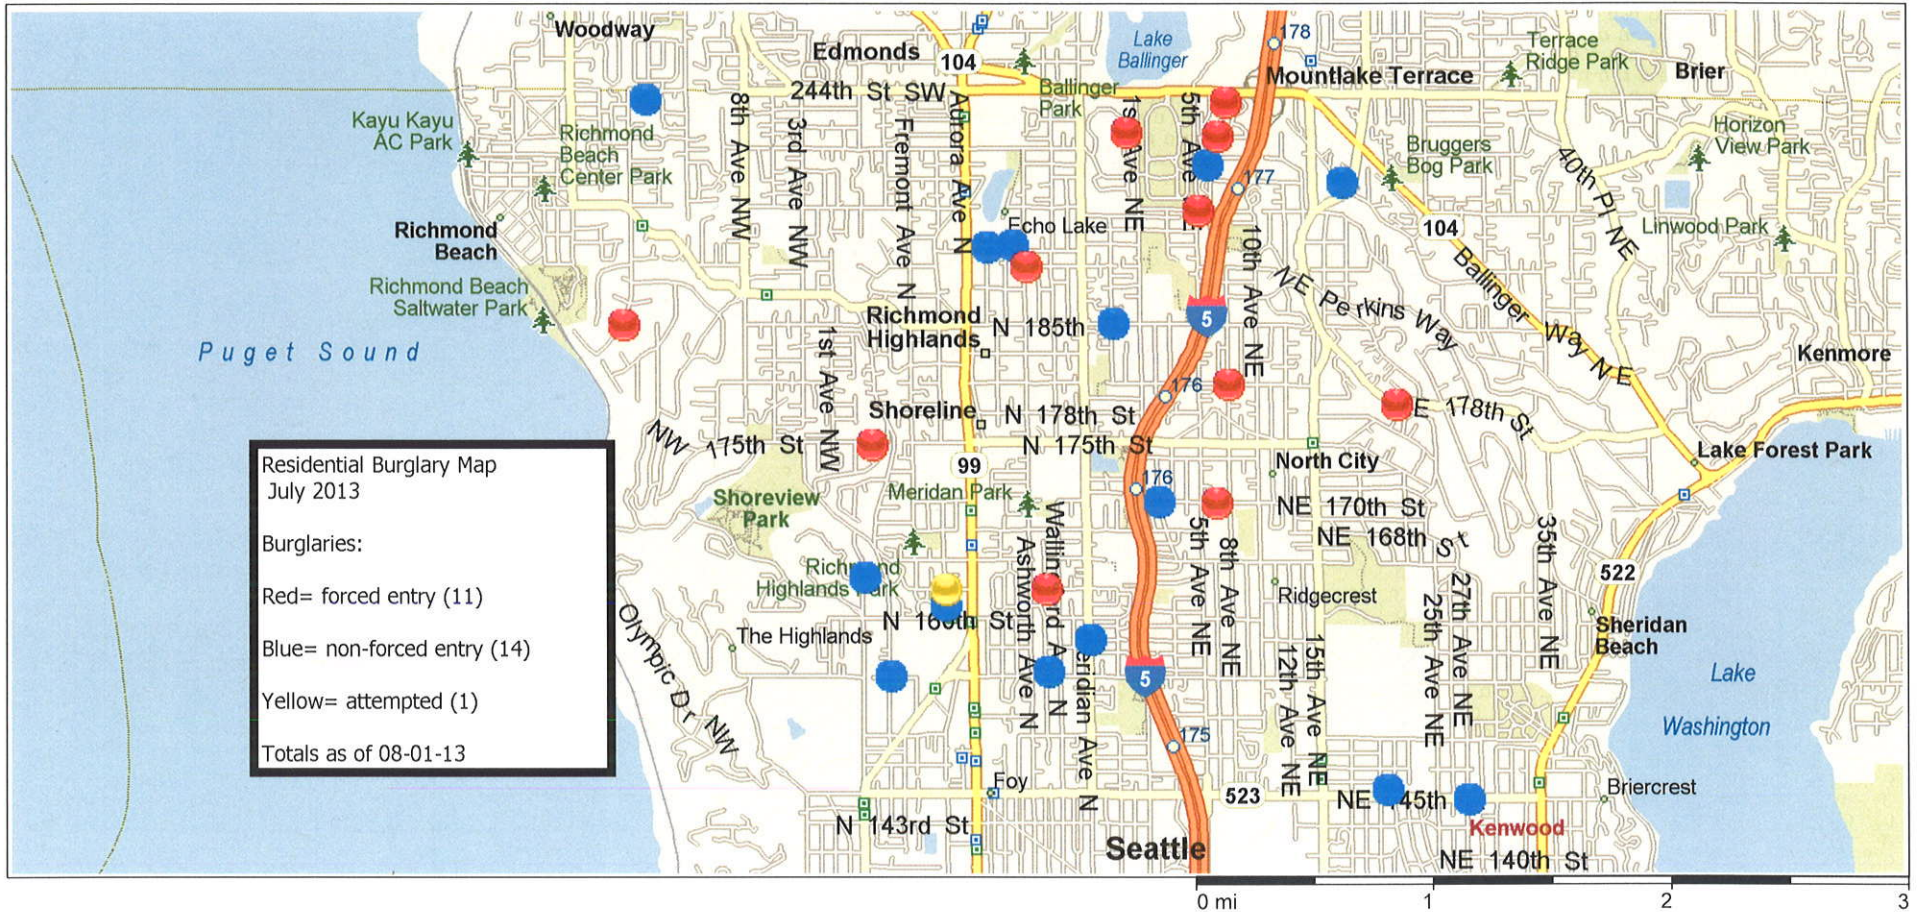 Woodway
Edmonds
104
Lake
Ballinger
178
Terrace
Ridge Park
Brier
Mountlake Terrace
244th St SW
Ballinger
Park
Kayu Kayu
AC Park
Richmond
Beach
Center Park
8th Ave NW
3rd Ave NW
Fremont Ave N
Aurora Ave N
1st Ave NE
5th Ave
177
Bruggers
Bog Park
Horizon
View Park
40th Pl NE
Linwood Park
104
Richmond
Beach
Echo Lake
10th Ave NE
NE Perkins Way
Ballinger Way NE
Richmond Beach
Saltwater Park
Puget Sound
Richmond
Highlands
N 185th
5
1st Ave NW
Kenmore
176
Shoreline
N 178th St
E 178th St
NW 175th St
N 175th St
Lake Forest Park
North City
99
176
Meridan Park
Shoreview
Park
NE 170th St
NE 168th St
Residential Burglary Map
July 2013
Burglaries:
Red= forced entry (11)
Blue= non-forced entry (14)
Yellow= attempted (1)
Totals as of 08-01-13
Highlands Park
N 160th St
The Highlands
Ashworth Ave N
5th Ave NE
8th Ave NE
Ridgecrest
35th Ave NE
522
27th Ave NE
25th Ave NE
15th Ave NE
12th Ave NE
Sheridan
Beach
Olympic Dr NW
5
eridian Ave N
Lake
Washington
175
Foy
523
NE 45th
Briercrest
N 143rd St
Kenwood
Seattle
NE 140th St
0 mi 1 2 3